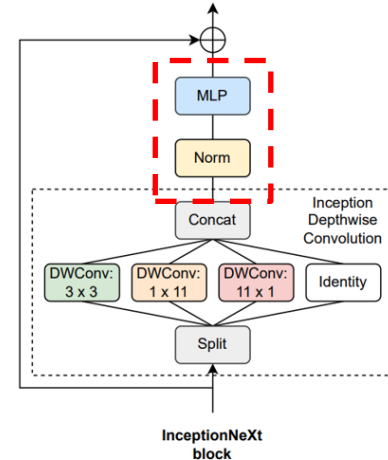 MLP
Norm
Concat
Inception
Depthwise
Convolution
DWConv:
3 x 3
DWConv:
1 x 11
DWConv:
11 x 1
Identity
Split
InceptionNeXt
block